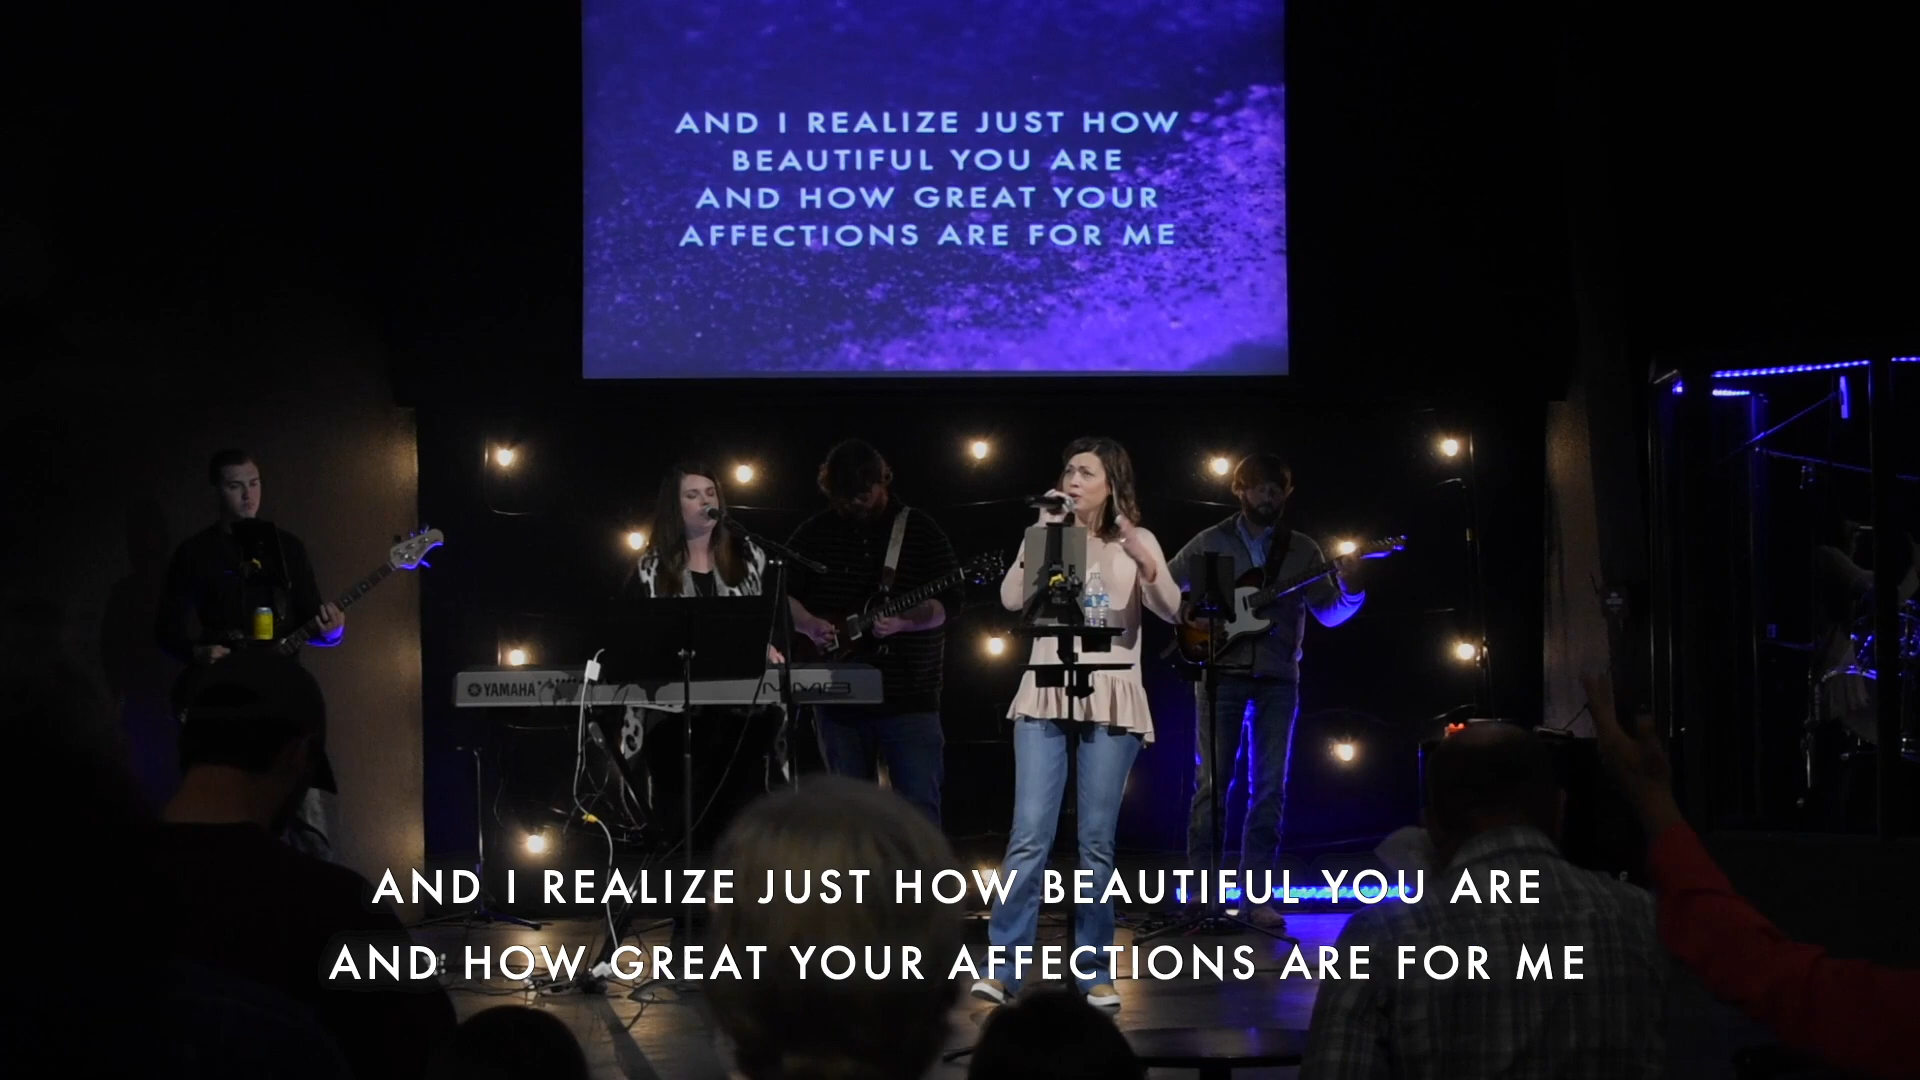 AND I REALIZE JUST HOW
BEAUTIFUL YOU ARE
AND HOW GREAT YOUR
AFFECTIONS ARE FOR ME
YAMAHA
MM8
AND I REALIZE JUST HOW BEAUTIFUL YOU ARE
AND HOW GREAT YOUR AFFECTIONS ARE FOR ME